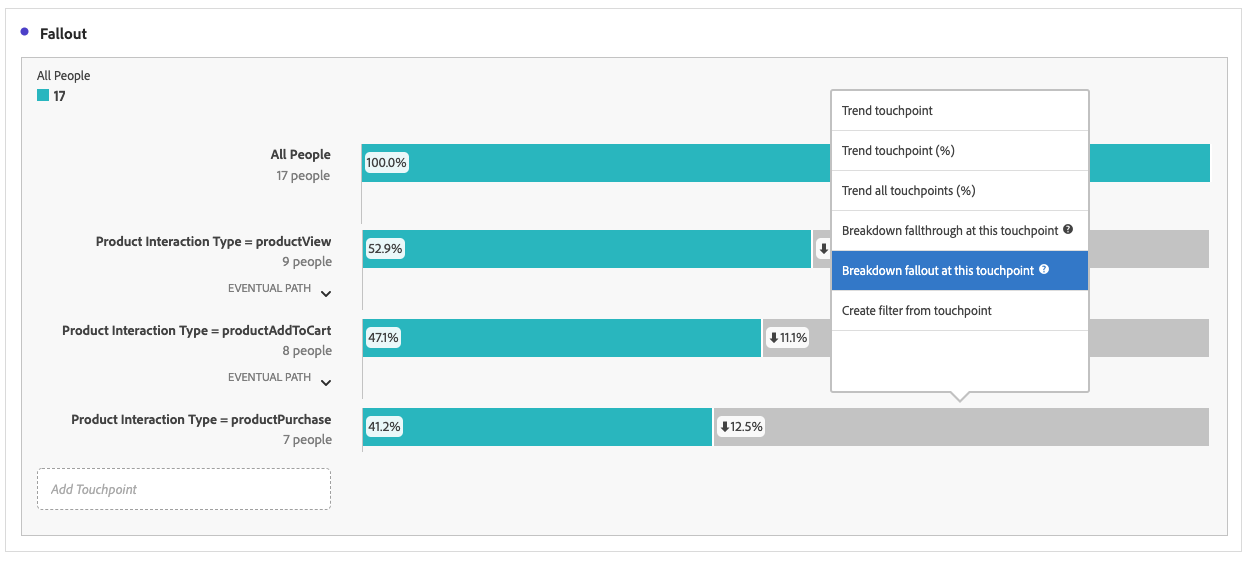 Fallout
All People
17
All People
17 people
100.0%
Product Interaction Type = productView
9 people
EVENTUAL PATH
52.9%
Product Interaction Type = productAddToCart
8 people
EVENTUAL PATH
47.1%
11.1%
Product Interaction Type = productPurchase
7 people
41.2%
12.5%
Add Touchpoint
Trend touchpoint
Trend touchpoint (%)
Trend all touchpoints (%)
Breakdown fallthrough at this touchpoint ?
Breakdown fallout at this touchpoint ?
Create filter from touchpoint